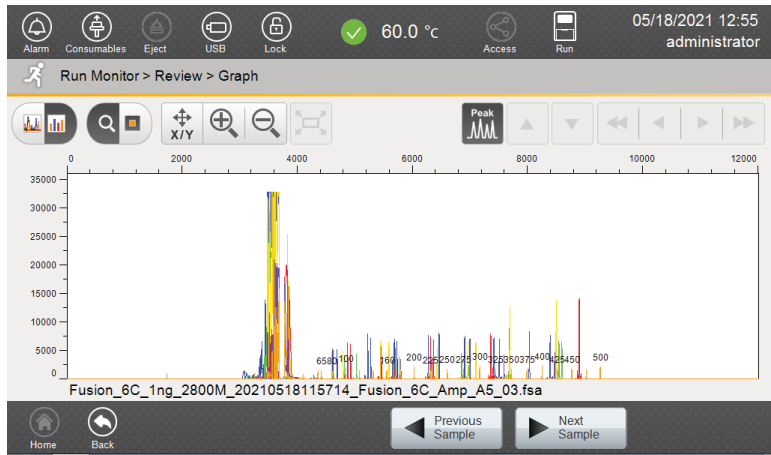 05/18/2021 12:55
60.0 °c
administrator
Alarm Consumables Eject USB Lock Access Run
Run Monitor > Review > Graph
X/Y
Peak
0 2000 4000 6000 8000 10000 12000
35000
30000
25000
20000
15000
10000
5000
0
65 80 100 160 200 225 250 275 300 325 350 375 400 425 450 500
Fusion_6C_1ng_2800M_20210518115714_Fusion_6C_Amp_A5_03.fsa
Home Back
Previous Sample
Next Sample